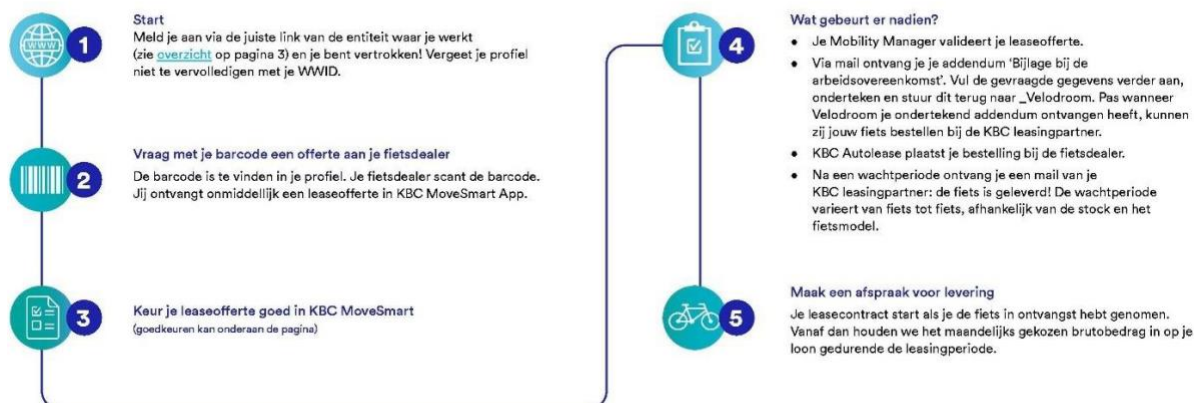 WWW
1
Start
Meld je aan via de juiste link van de entiteit waar je werkt
(zie overzicht op pagina 3) en je bent vertrokken! Vergeet je profiel
niet te vervolledigen met je WWID.
2
Vraag met je barcode een offerte aan je fietsdealer
De barcode is te vinden in je profiel. Je fietsdealer scant de barcode.
Jij ontvangt onmiddellijk een leaseofferte in KBC MoveSmart App.
3
Keur je leaseofferte goed in KBC MoveSmart
(goedkeuren kan onderaan de pagina)
4
Wat gebeurt er nadien?
• Je Mobility Manager valideert je leaseofferte.
• Via mail ontvang je je addendum ‘Bijlage bij de
arbeidsovereenkomst’. Vul de gevraagde gegevens verder aan,
onderteken en stuur dit terug naar _Velodroom. Pas wanneer
Velodroom je ondertekend addendum ontvangen heeft, kunnen
zij jouw fiets bestellen bij de KBC leasingpartner.
• KBC Autolease plaatst je bestelling bij de fietsdealer.
• Na een wachtperiode ontvang je een mail van je
KBC leasingpartner: de fiets is geleverd! De wachtperiode
varieert van fiets tot fiets, afhankelijk van de stock en het
fietsmodel.
5
Maak een afspraak voor levering
Je leasecontract start als je de fiets in ontvangst hebt genomen.
Vanaf dan houden we het maandelijks gekozen brutobedrag in op je
loon gedurende de leasingperiode.